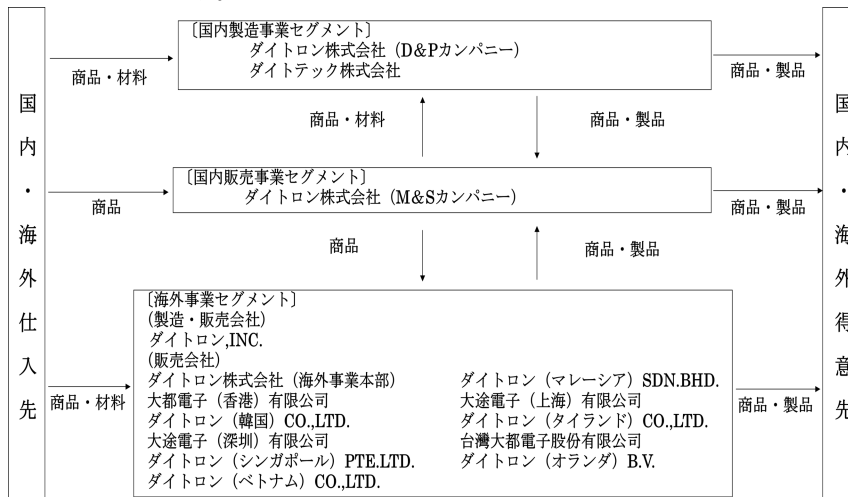 国内・海外仕入先
〔国内製造事業セグメント〕
ダイトロン株式会社（D&Pカンパニー）
ダイトテック株式会社
商品・材料
商品・製品
商品・材料
商品・製品
〔国内販売事業セグメント〕
ダイトロン株式会社（M&Sカンパニー）
商品
商品・製品
商品
商品・製品
〔海外事業セグメント〕
(製造・販売会社)
ダイトロン,INC.
(販売会社)
ダイトロン株式会社（海外事業本部）
大都電子（香港）有限公司
ダイトロン（韓国）CO.,LTD.
大途電子（深圳）有限公司
ダイトロン（シンガポール）PTE.LTD.
ダイトロン（ベトナム）CO.,LTD.
ダイトロン（マレーシア）SDN.BHD.
大途電子（上海）有限公司
ダイトロン（タイランド）CO.,LTD.
台灣大都電子股份有限公司
ダイトロン（オランダ）B.V.
商品・材料
商品・製品
国内・海外得意先